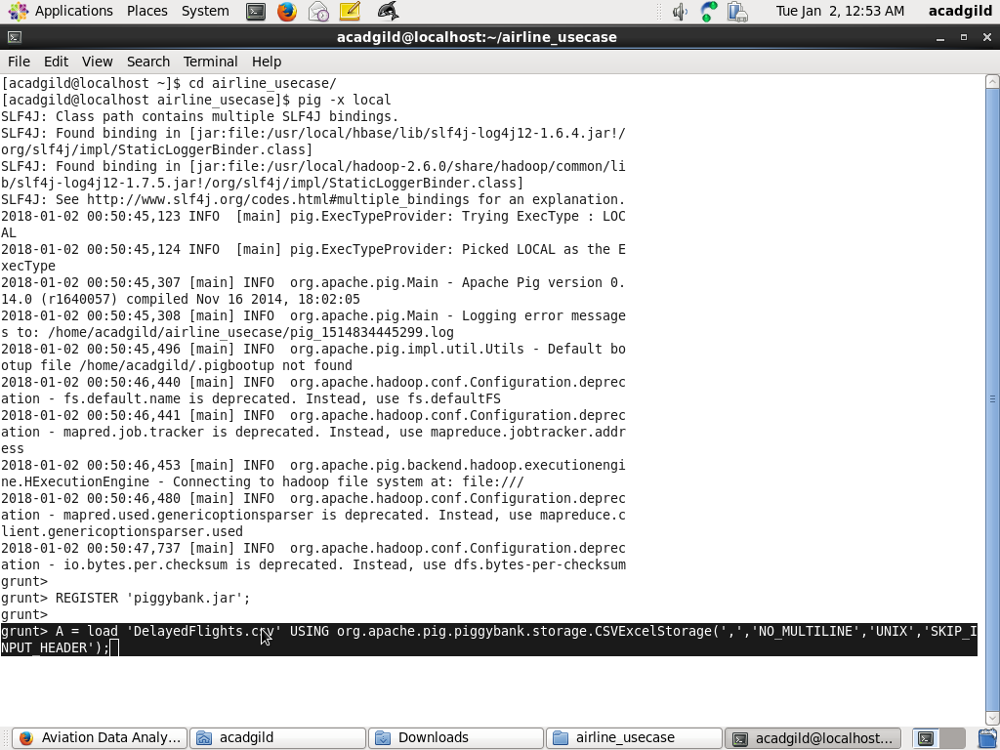 Applications Places System Tue Jan 2, 12:53 AM acadgild
acadgild@localhost:~/airline_usecase
File Edit View Search Terminal Help
[acadgild@localhost ~]$ cd airline_usecase/
[acadgild@localhost airline_usecase]$ pig -x local
SLF4J: Class path contains multiple SLF4J bindings.
SLF4J: Found binding in [jar:file:/usr/local/hbase/lib/slf4j-log4j12-1.6.4.jar!/
org/slf4j/impl/StaticLoggerBinder.class]
SLF4J: Found binding in [jar:file:/usr/local/hadoop-2.6.0/share/hadoop/common/li
b/slf4j-log4j12-1.7.5.jar!/org/slf4j/impl/StaticLoggerBinder.class]
SLF4J: See http://www.slf4j.org/codes.html#multiple_bindings for an explanation.
2018-01-02 00:50:45,123 INFO  [main] pig.ExecTypeProvider: Trying ExecType : LOC
AL
2018-01-02 00:50:45,124 INFO  [main] pig.ExecTypeProvider: Picked LOCAL as the E
xecType
2018-01-02 00:50:45,307 [main] INFO  org.apache.pig.Main - Apache Pig version 0.
14.0 (r1640057) compiled Nov 16 2014, 18:02:05
2018-01-02 00:50:45,308 [main] INFO  org.apache.pig.Main - Logging error message
s to: /home/acadgild/airline_usecase/pig_1514834445299.log
2018-01-02 00:50:45,496 [main] INFO  org.apache.pig.impl.util.Utils - Default bo
otup file /home/acadgild/.pigbootup not found
2018-01-02 00:50:46,440 [main] INFO  org.apache.hadoop.conf.Configuration.deprec
ation - fs.default.name is deprecated. Instead, use fs.defaultFS
2018-01-02 00:50:46,441 [main] INFO  org.apache.hadoop.conf.Configuration.deprec
ation - mapred.job.tracker is deprecated. Instead, use mapreduce.jobtracker.addr
ess
2018-01-02 00:50:46,453 [main] INFO  org.apache.pig.backend.hadoop.executionengi
ne.HExecutionEngine - Connecting to hadoop file system at: file:///
2018-01-02 00:50:46,480 [main] INFO  org.apache.hadoop.conf.Configuration.deprec
ation - mapred.used.genericoptionsparser is deprecated. Instead, use mapreduce.c
lient.genericoptionsparser.used
2018-01-02 00:50:47,737 [main] INFO  org.apache.hadoop.conf.Configuration.deprec
ation - io.bytes.per.checksum is deprecated. Instead, use dfs.bytes-per-checksum
grunt>
grunt> REGISTER 'piggybank.jar';
grunt>
grunt> A = load 'DelayedFlights.csv' USING org.apache.pig.piggybank.storage.CSVExcelStorage(',','NO_MULTILINE','UNIX','SKIP_I
NPUT_HEADER');
Aviation Data Analy... acadgild Downloads airline_usecase acadgild@localhost...